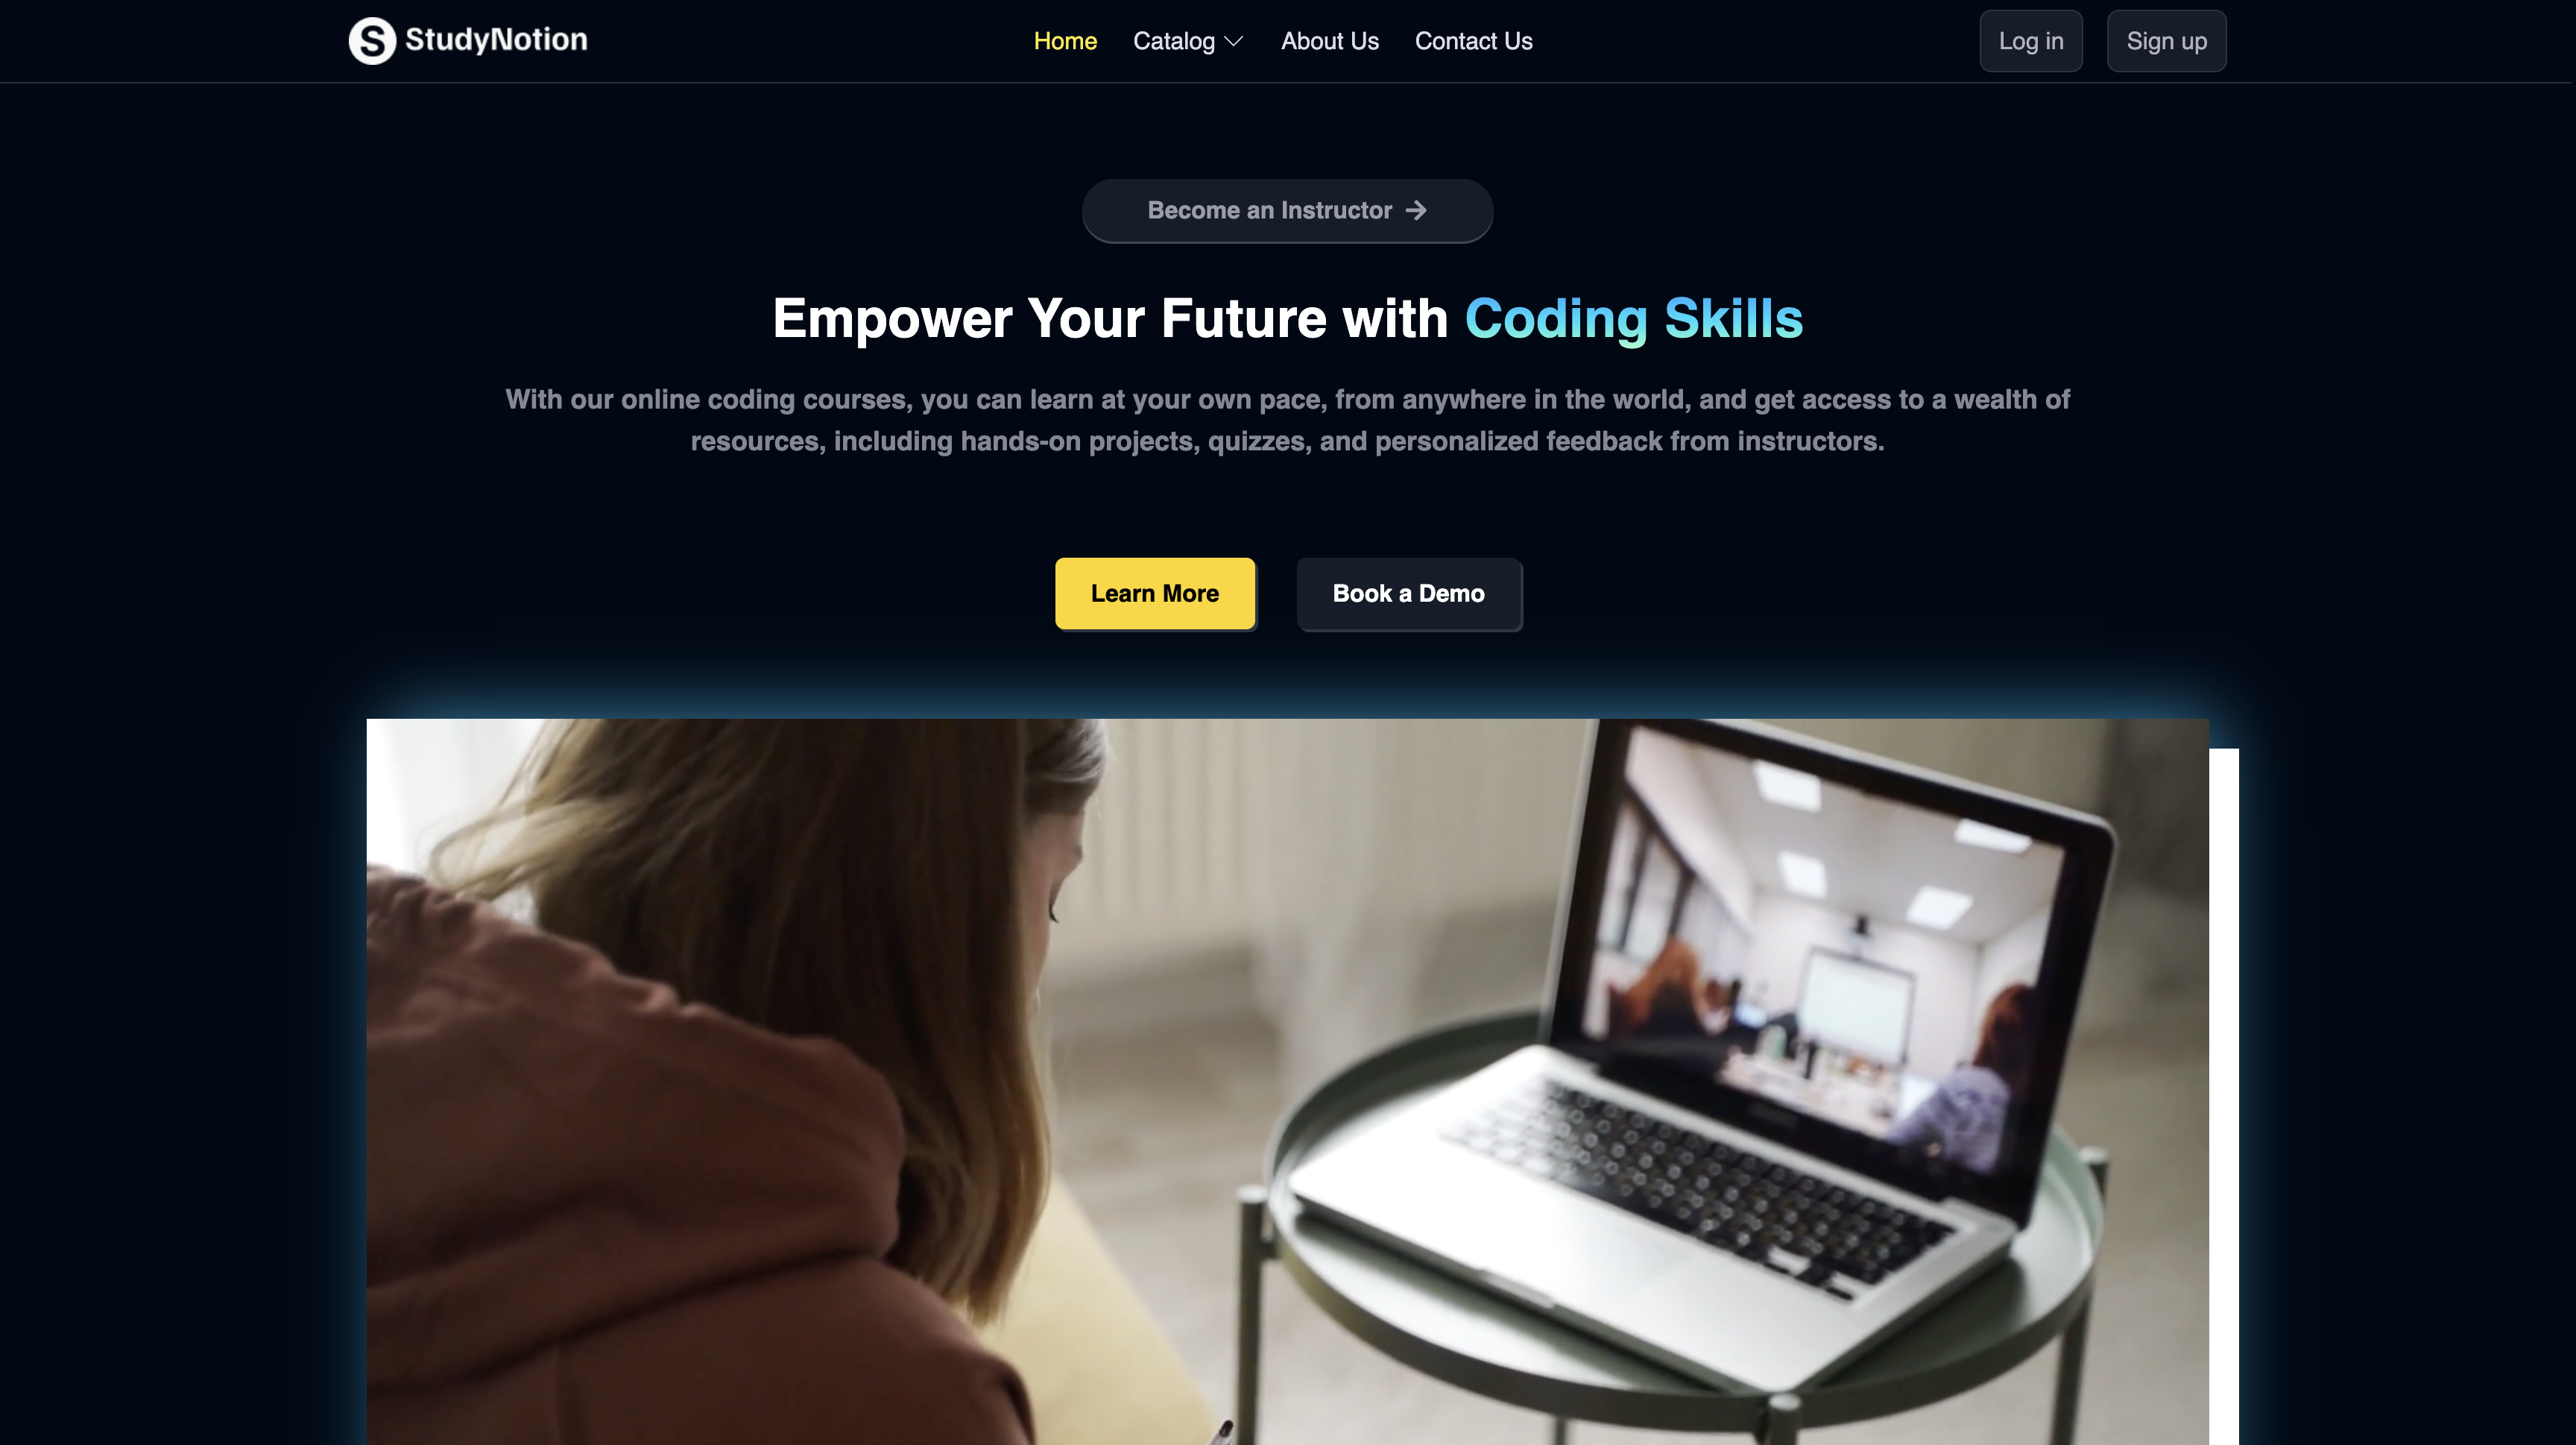 StudyNotion
Home Catalog About Us Contact Us
Log in Sign up
Become an Instructor →
Empower Your Future with Coding Skills
With our online coding courses, you can learn at your own pace, from anywhere in the world, and get access to a wealth of
resources, including hands-on projects, quizzes, and personalized feedback from instructors.
Learn More Book a Demo